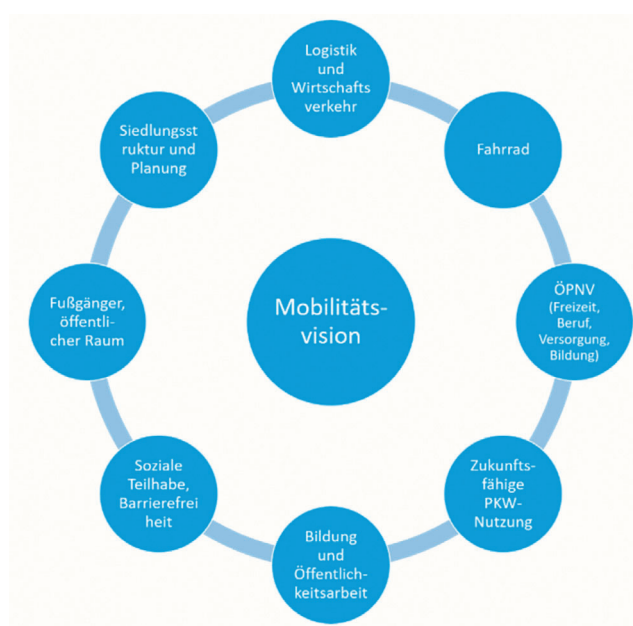 Logistik
und
Wirtschafts
verkehr
Fahrrad
ÖPNV
(Freizeit,
Beruf,
Versorgung,
Bildung)
Zukunfts-
fähige
PKW-
Nutzung
Bildung
und
Öffentlich-
keitsarbeit
Soziale
Teilhabe,
Barrierefrei
heit
Fußgänger,
öffentli-
cher Raum
Siedlungsst
ruktur und
Planung
Mobilitäts-
vision